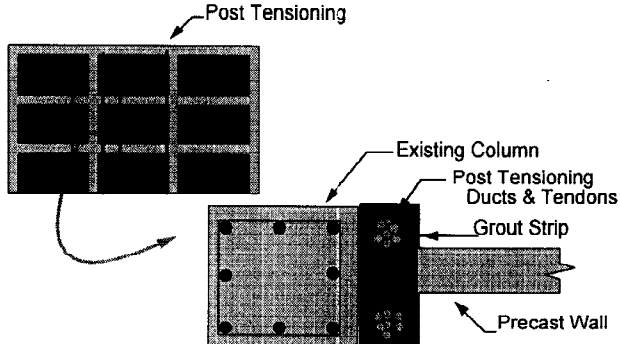 Post Tensioning
Existing Column
Post Tensioning
Ducts & Tendons
Grout Strip
Precast Wall